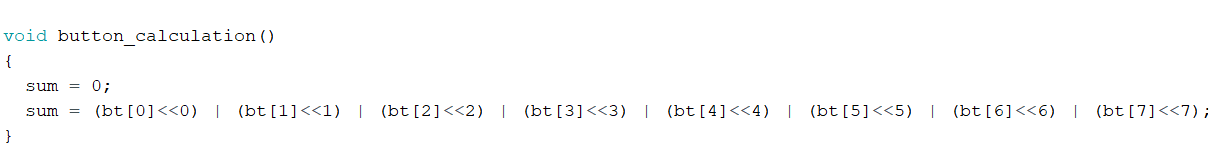 void button_calculation()
{
  sum = 0;
  sum = (bt[0]<<0) | (bt[1]<<1) | (bt[2]<<2) | (bt[3]<<3) | (bt[4]<<4) | (bt[5]<<5) | (bt[6]<<6) | (bt[7]<<7);
}